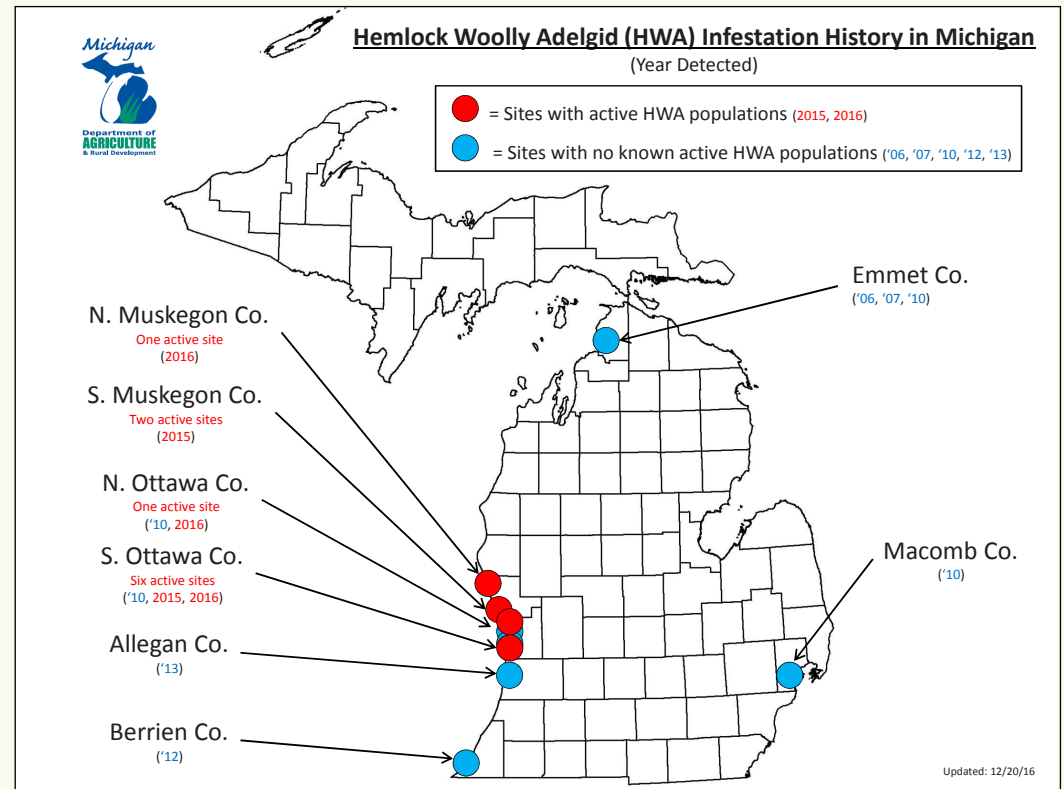 Michigan
Department of
AGRICULTURE
& Rural Development
Hemlock Woolly Adelgid (HWA) Infestation History in Michigan
(Year Detected)
= Sites with active HWA populations (2015, 2016)
= Sites with no known active HWA populations (‘06, ‘07, ‘10, ‘12, ‘13)
Emmet Co.
(‘06, ‘07, ‘10)
N. Muskegon Co.
One active site
(2016)
S. Muskegon Co.
Two active sites
(2015)
N. Ottawa Co.
One active site
(‘10, 2016)
S. Ottawa Co.
Six active sites
(‘10, 2015, 2016)
Macomb Co.
(‘10)
Allegan Co.
(‘13)
Berrien Co.
(‘12)
Updated: 12/20/16